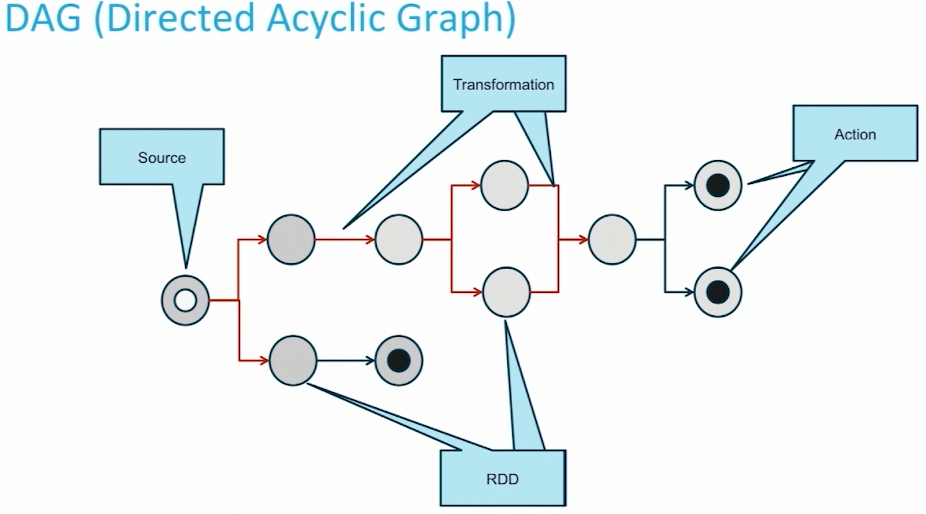 DAG (Directed Acyclic Graph)
Transformation
Source
Action
RDD